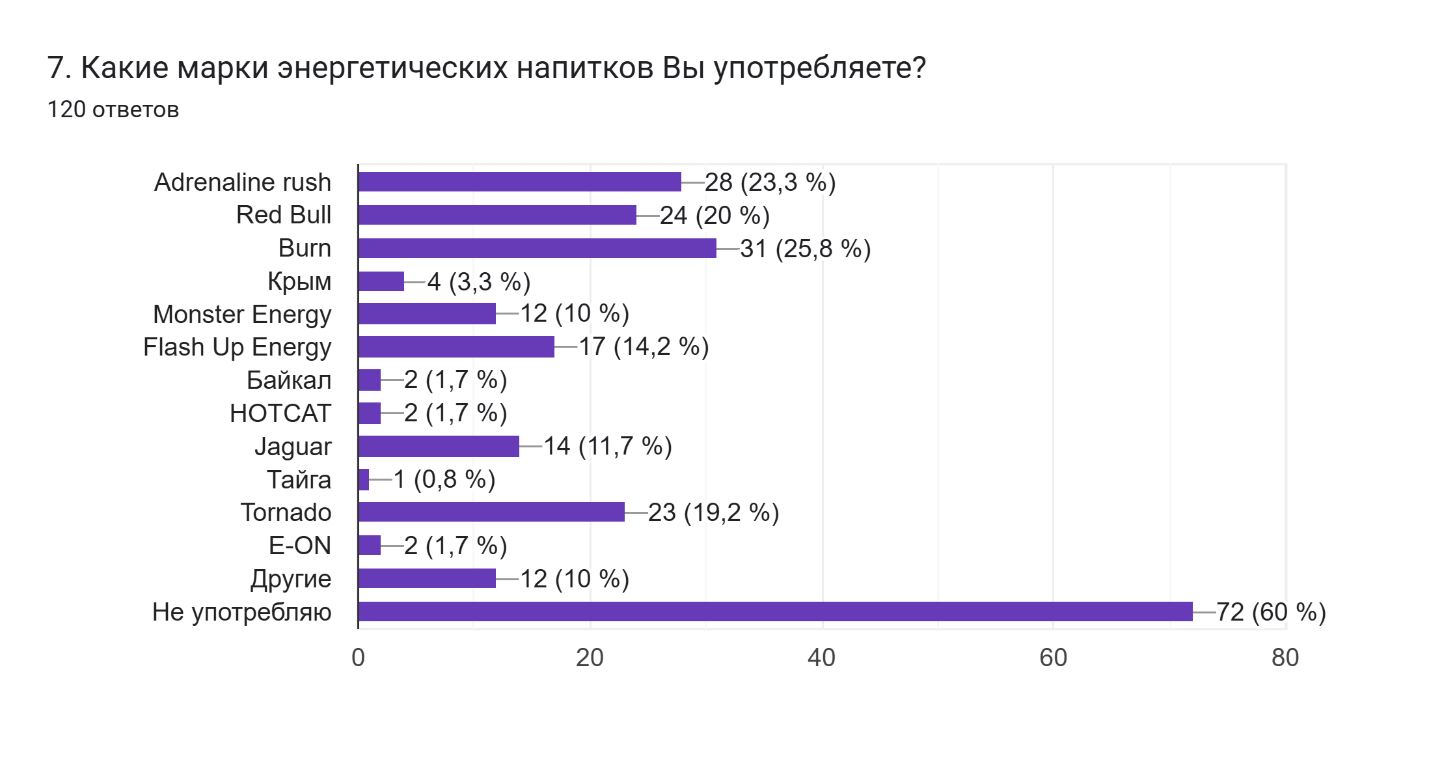 7. Какие марки энергетических напитков Вы употребляете?
120 ответов
Adrenaline rush 28 (23,3 %)
Red Bull 24 (20 %)
Burn 31 (25,8 %)
Крым 4 (3,3 %)
Monster Energy 12 (10 %)
Flash Up Energy 17 (14,2 %)
Байкал 2 (1,7 %)
HOTCAT 2 (1,7 %)
Jaguar 14 (11,7 %)
Тайга 1 (0,8 %)
Tornado 23 (19,2 %)
E-ON 2 (1,7 %)
Другие 12 (10 %)
Не употребляю 72 (60 %)
0 20 40 60 80